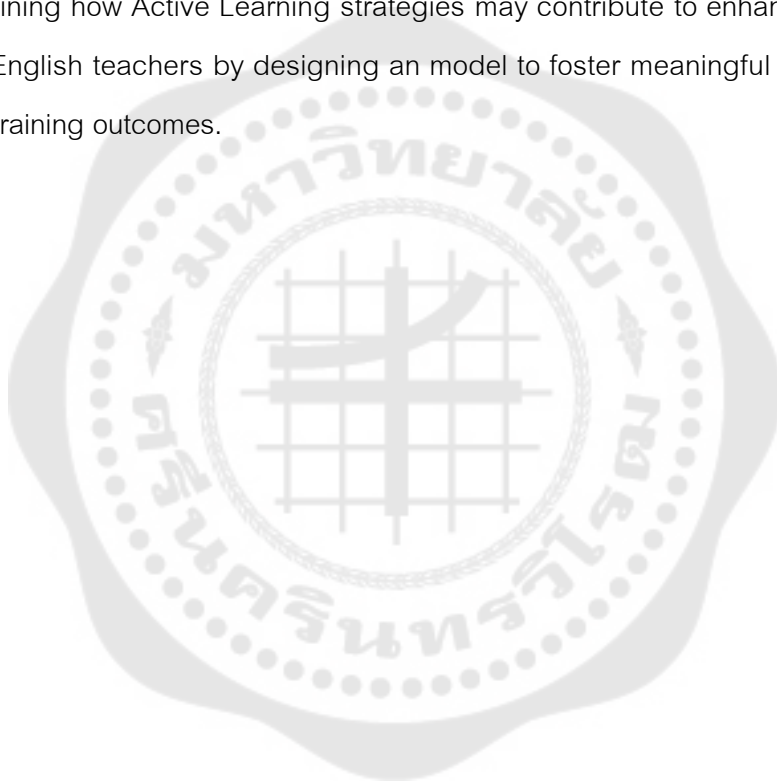 ining how Active Learning strategies may contribute to enhan
English teachers by designing an model to foster meaningful
raining outcomes.
มหาวิทยาลัย
ศรีนครินทรวิโรฒ